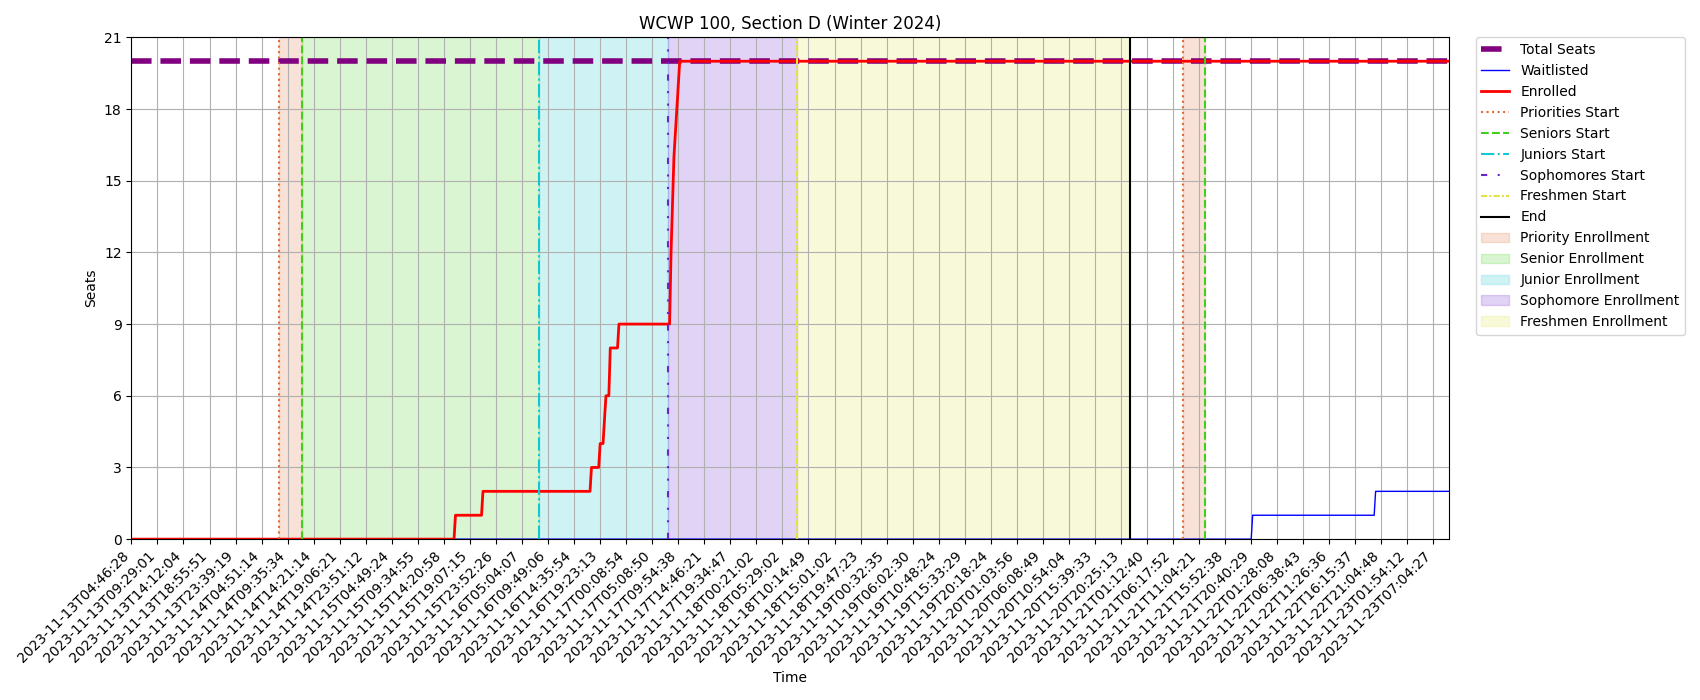 WCWP 100, Section D (Winter 2024)
Seats
21
18
15
12
9
6
3
0
2023-11-13T04:46:28
2023-11-13T09:29:01
2023-11-13T14:12:04
2023-11-13T18:55:51
2023-11-13T23:39:19
2023-11-14T04:51:14
2023-11-14T09:35:34
2023-11-14T14:21:14
2023-11-14T19:06:21
2023-11-14T23:51:12
2023-11-15T04:49:24
2023-11-15T09:34:55
2023-11-15T14:20:58
2023-11-15T19:07:15
2023-11-15T23:52:26
2023-11-16T05:04:07
2023-11-16T09:49:06
2023-11-16T14:35:54
2023-11-16T19:23:13
2023-11-17T00:08:54
2023-11-17T05:08:50
2023-11-17T09:54:38
2023-11-17T14:46:21
2023-11-17T19:34:47
2023-11-18T00:21:02
2023-11-18T05:29:02
2023-11-18T10:14:49
2023-11-18T15:01:02
2023-11-18T19:47:23
2023-11-19T00:32:35
2023-11-19T06:02:30
2023-11-19T10:48:24
2023-11-19T15:33:29
2023-11-19T20:18:24
2023-11-20T01:03:56
2023-11-20T06:08:49
2023-11-20T10:54:04
2023-11-20T15:39:33
2023-11-20T20:25:13
2023-11-21T01:12:40
2023-11-21T06:17:52
2023-11-21T11:04:21
2023-11-21T15:52:38
2023-11-21T20:40:29
2023-11-22T01:28:08
2023-11-22T06:38:43
2023-11-22T11:26:36
2023-11-22T16:15:37
2023-11-22T21:04:48
2023-11-23T01:54:12
2023-11-23T07:04:27
Time
Total Seats
Waitlisted
Enrolled
Priorities Start
Seniors Start
Juniors Start
Sophomores Start
Freshmen Start
End
Priority Enrollment
Senior Enrollment
Junior Enrollment
Sophomore Enrollment
Freshmen Enrollment